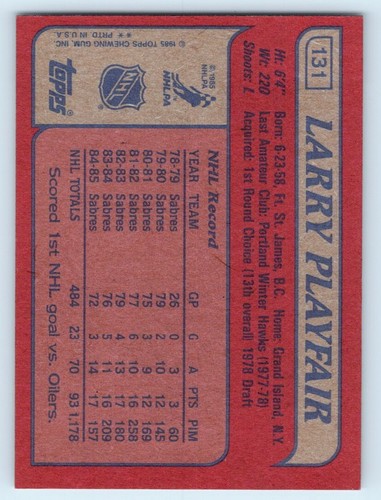 131
LARRY PLAYFAIR
Ht: 6'4" Born: 6-23-58, Ft. St. James, B.C. Home: Grand Island, N.Y.
Wt: 220 Last Amateur Club: Portland Winter Hawks (1977-78)
Shoots: L Acquired: 1st Round Choice (13th overall) 1978 Draft
NHL Record
YEAR TEAM GP G A PTS PIM
78-79 Sabres 26 0 3 3 60
79-80 Sabres 79 2 10 12 145
80-81 Sabres 75 3 9 12 169
81-82 Sabres 77 6 10 16 258
82-83 Sabres 79 4 13 17 180
83-84 Sabres 76 5 11 16 209
84-85 Sabres 72 3 14 17 157
NHL TOTALS 484 23 70 93 1,178
Scored 1st NHL goal vs. Oilers.
© 1985
NHLPA
NHLPA
NHL
topps
© 1985 TOPPS CHEWING GUM, INC.
★ PRTD IN U.S.A.